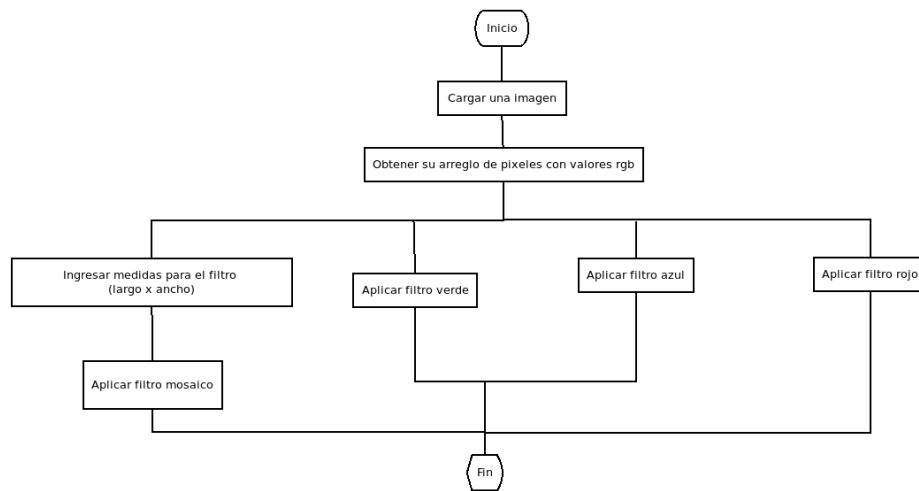 Inicio
Cargar una imagen
Obtener su arreglo de pixeles con valores rgb
Ingresar medidas para el filtro
(largo x ancho)
Aplicar filtro verde
Aplicar filtro azul
Aplicar filtro rojo
Aplicar filtro mosaico
Fin